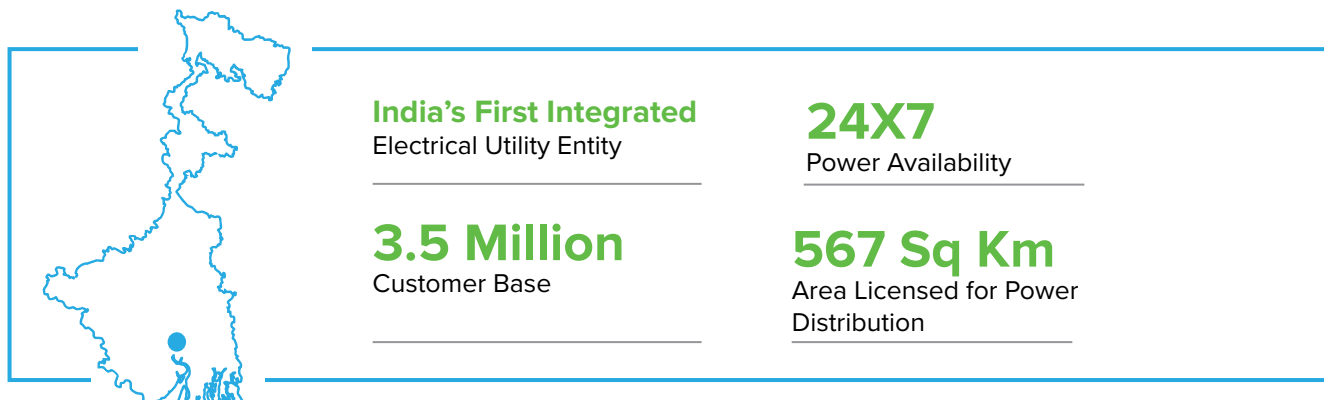 India’s First Integrated
Electrical Utility Entity
24X7
Power Availability
3.5 Million
Customer Base
567 Sq Km
Area Licensed for Power
Distribution